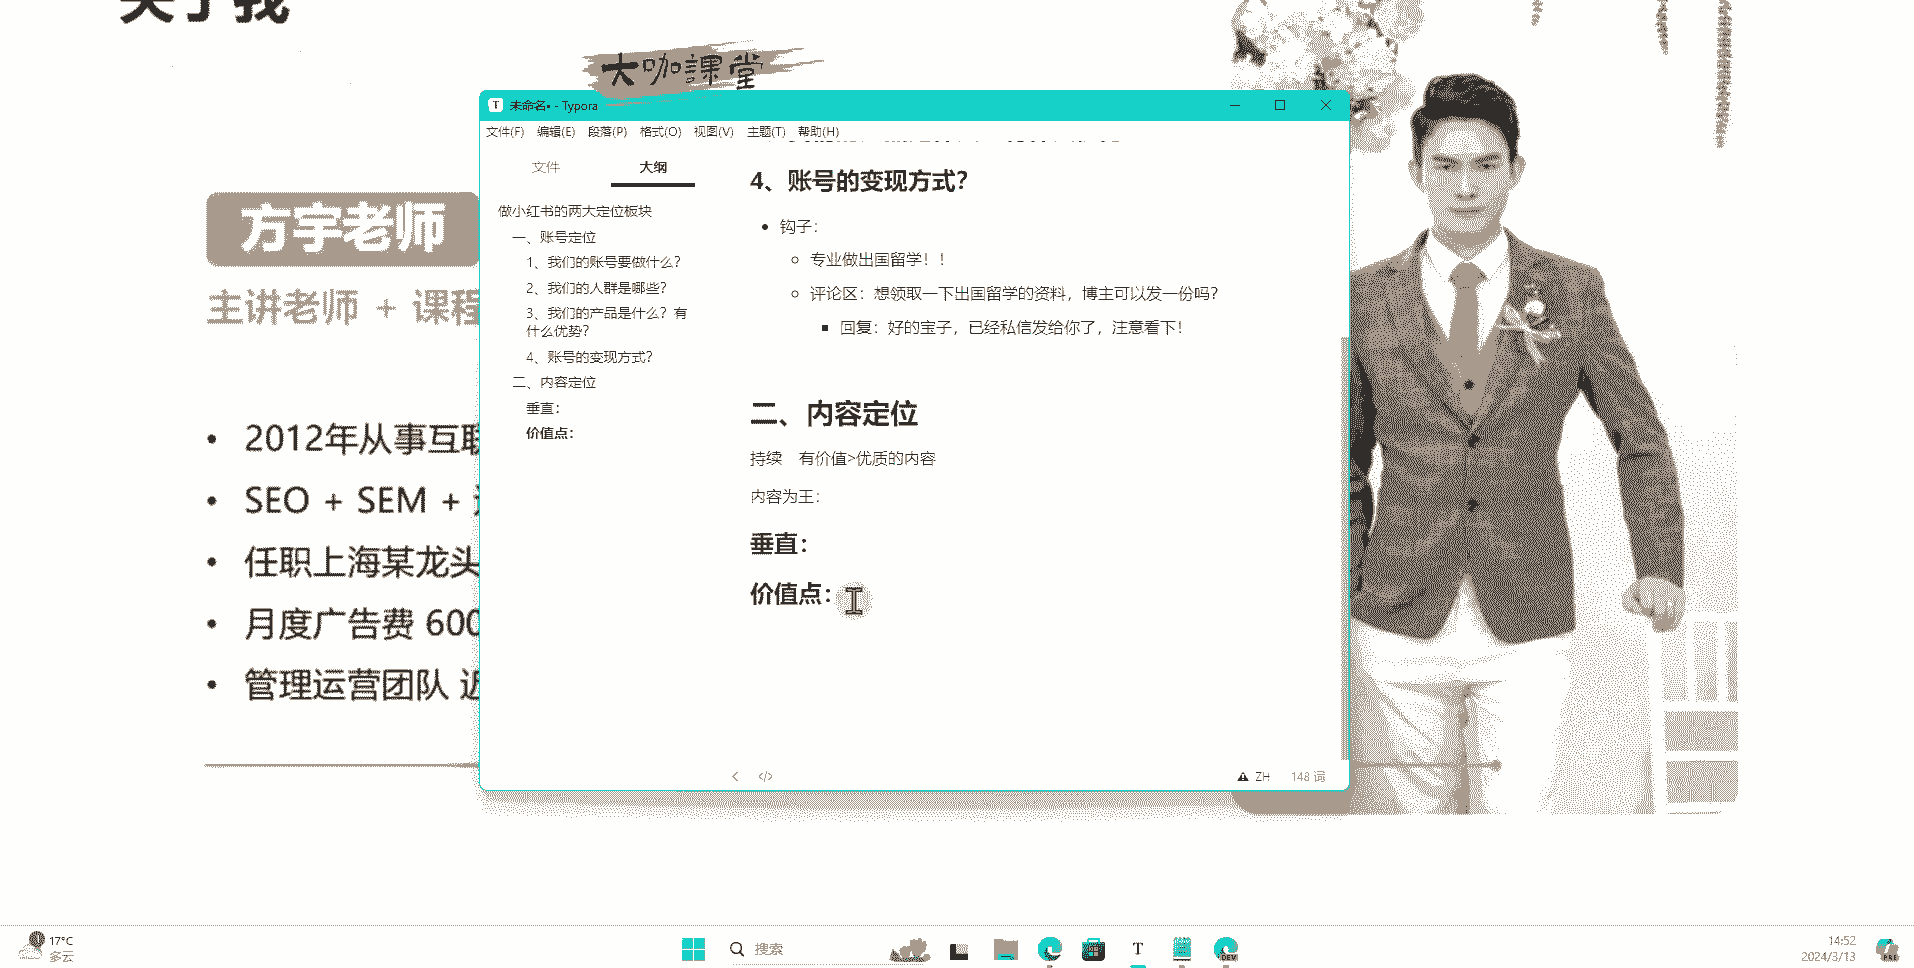 关于我
大咖課堂
未命名• - Typora
文件(F) 编辑(E) 段落(P) 格式(O) 视图(V) 主题(T) 帮助(H)
文件 大纲
做小红书的两大定位板块
一、账号定位
1、我们的账号要做什么？
2、我们的人群是哪些？
3、我们的产品是什么？有
什么优势？
4、账号的变现方式？
二、内容定位
垂直：
价值点：
4、账号的变现方式？
钩子：
专业做出国留学！！
评论区：想领取一下出国留学的资料，博主可以发一份吗？
回复：好的宝子，已经私信发给你了，注意看下！
二、内容定位
持续 有价值>优质的内容
内容为王：
垂直：
价值点：
ZH 148 词
方宇老师
主讲老师 + 课程
2012年从事互联
SEO + SEM +
任职上海某龙头
月度广告费 600
管理运营团队 近
17°C
多云
搜索
T
DEV
14:52
2024/3/13
PRE